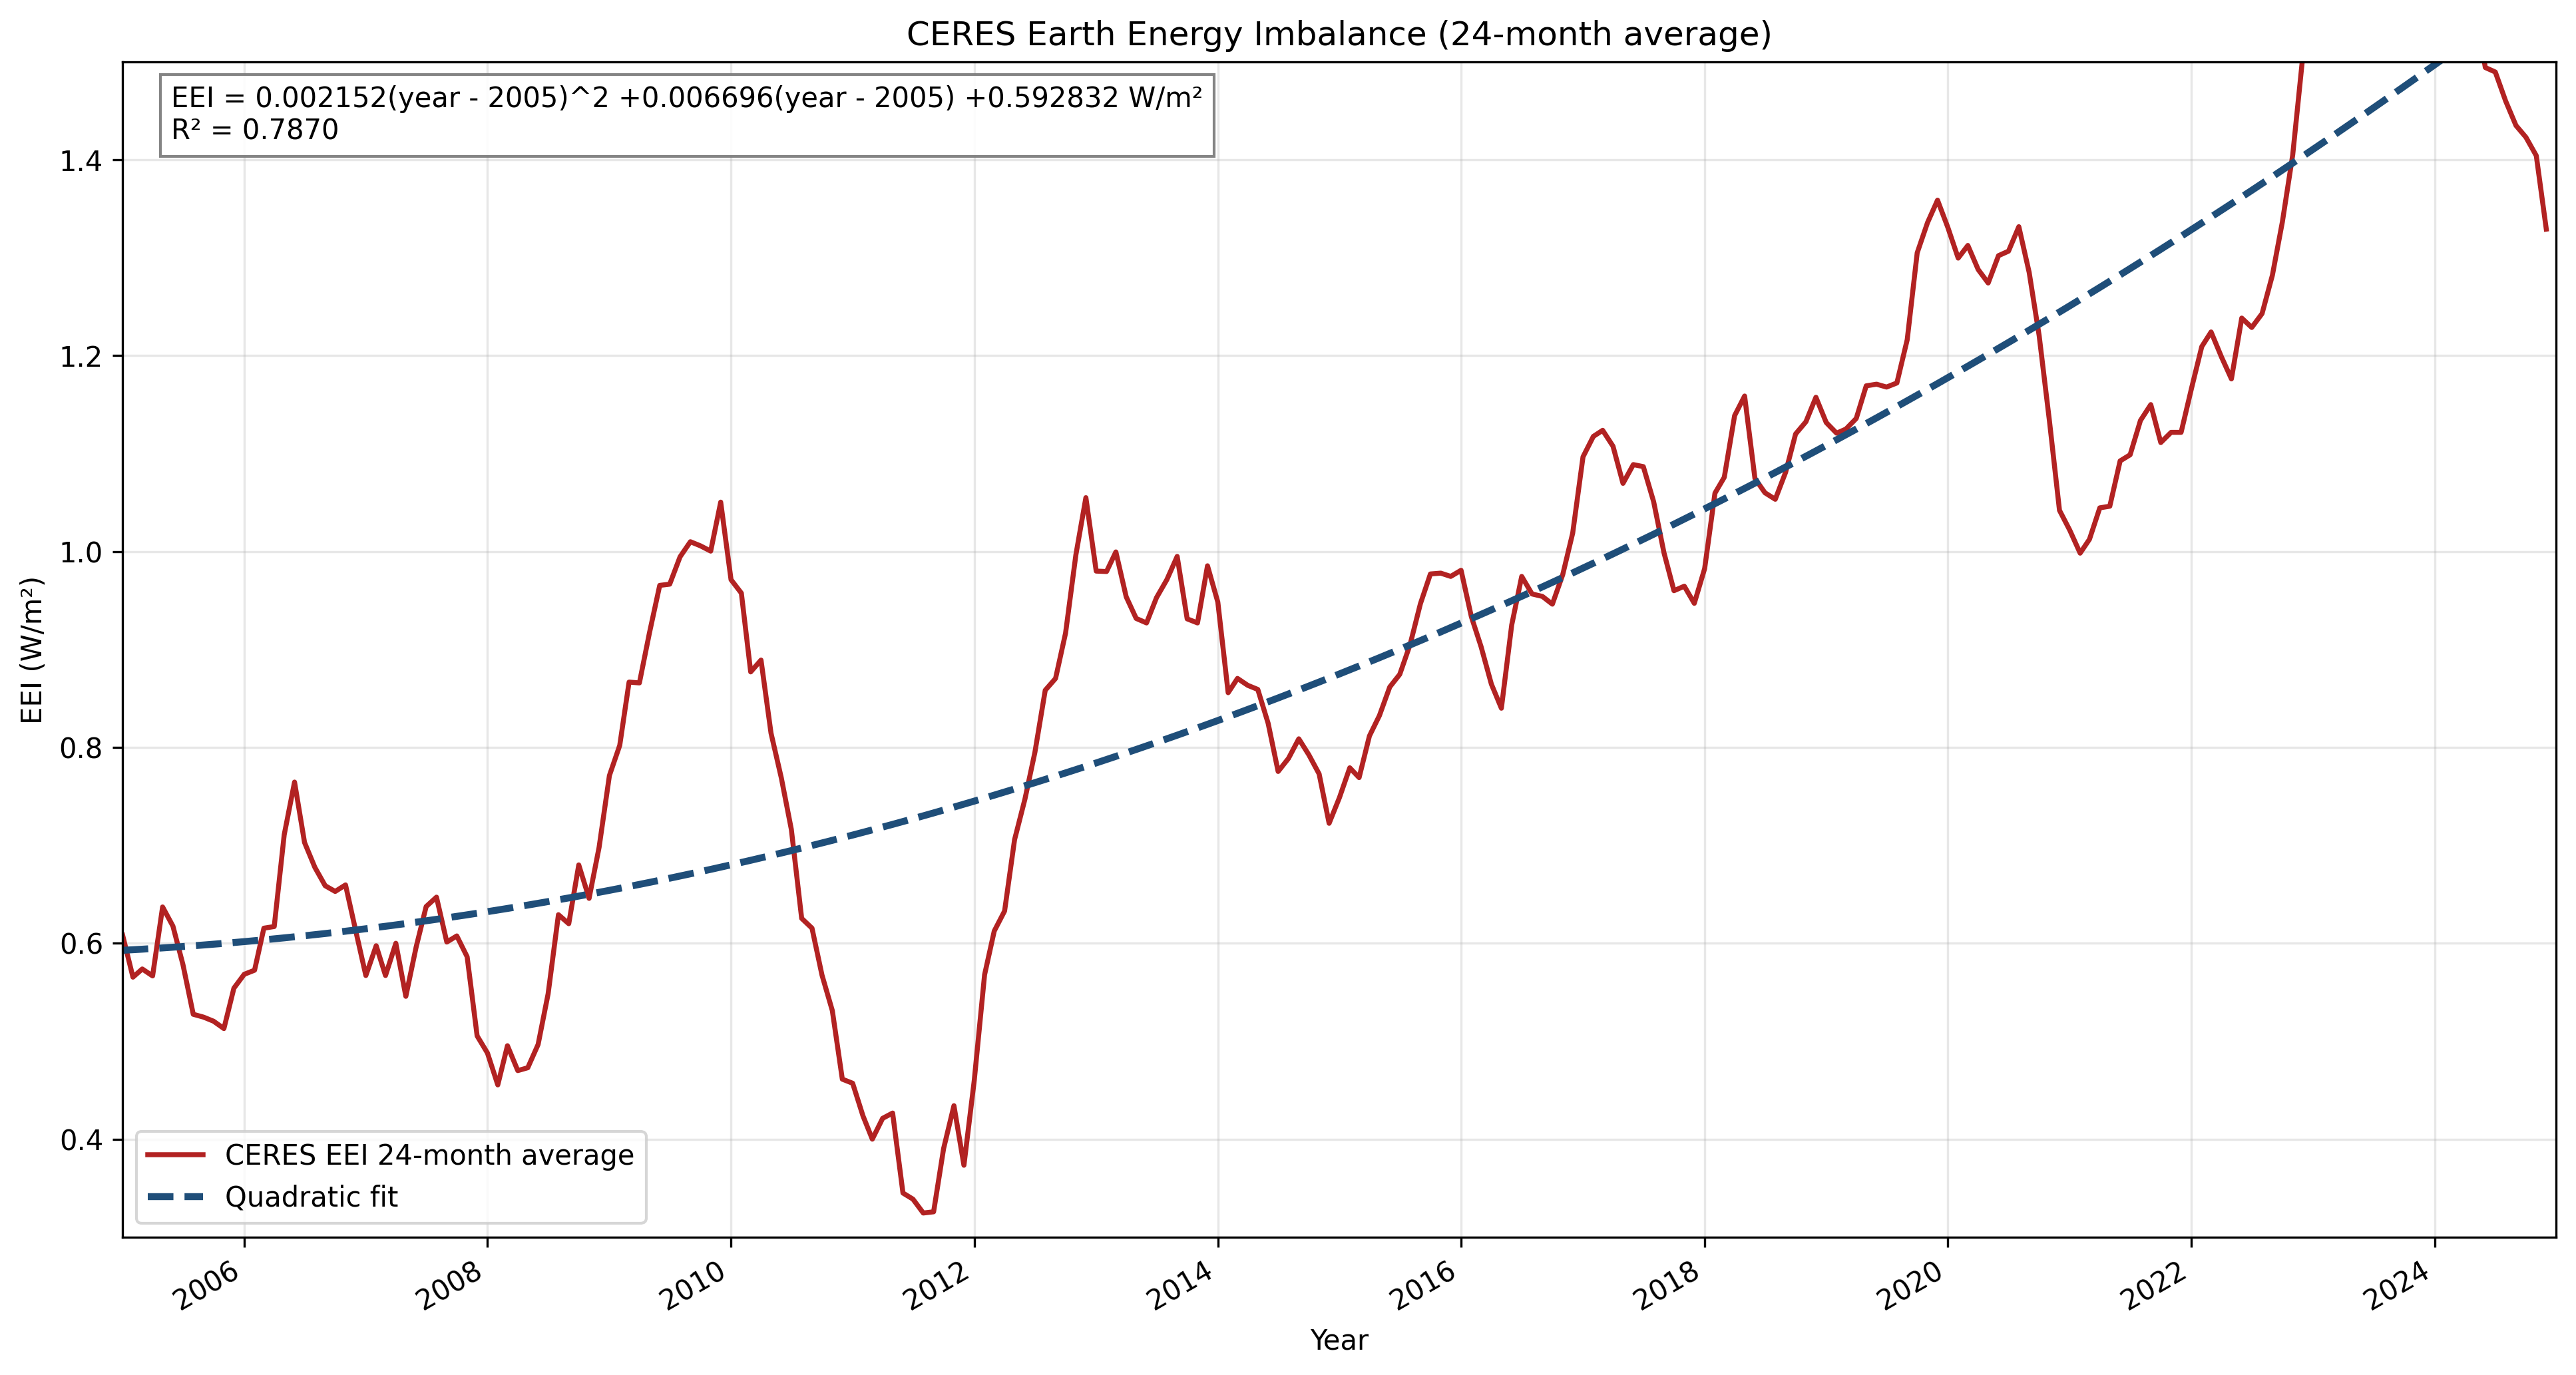 CERES Earth Energy Imbalance (24-month average)
EEI = 0.002152(year - 2005)^2 +0.006696(year - 2005) +0.592832 W/m²
R² = 0.7870
1.4
1.2
1.0
0.8
0.6
0.4
EEI (W/m²)
CERES EEI 24-month average
Quadratic fit
2006
2008
2010
2012
2014
2016
2018
2020
2022
2024
Year